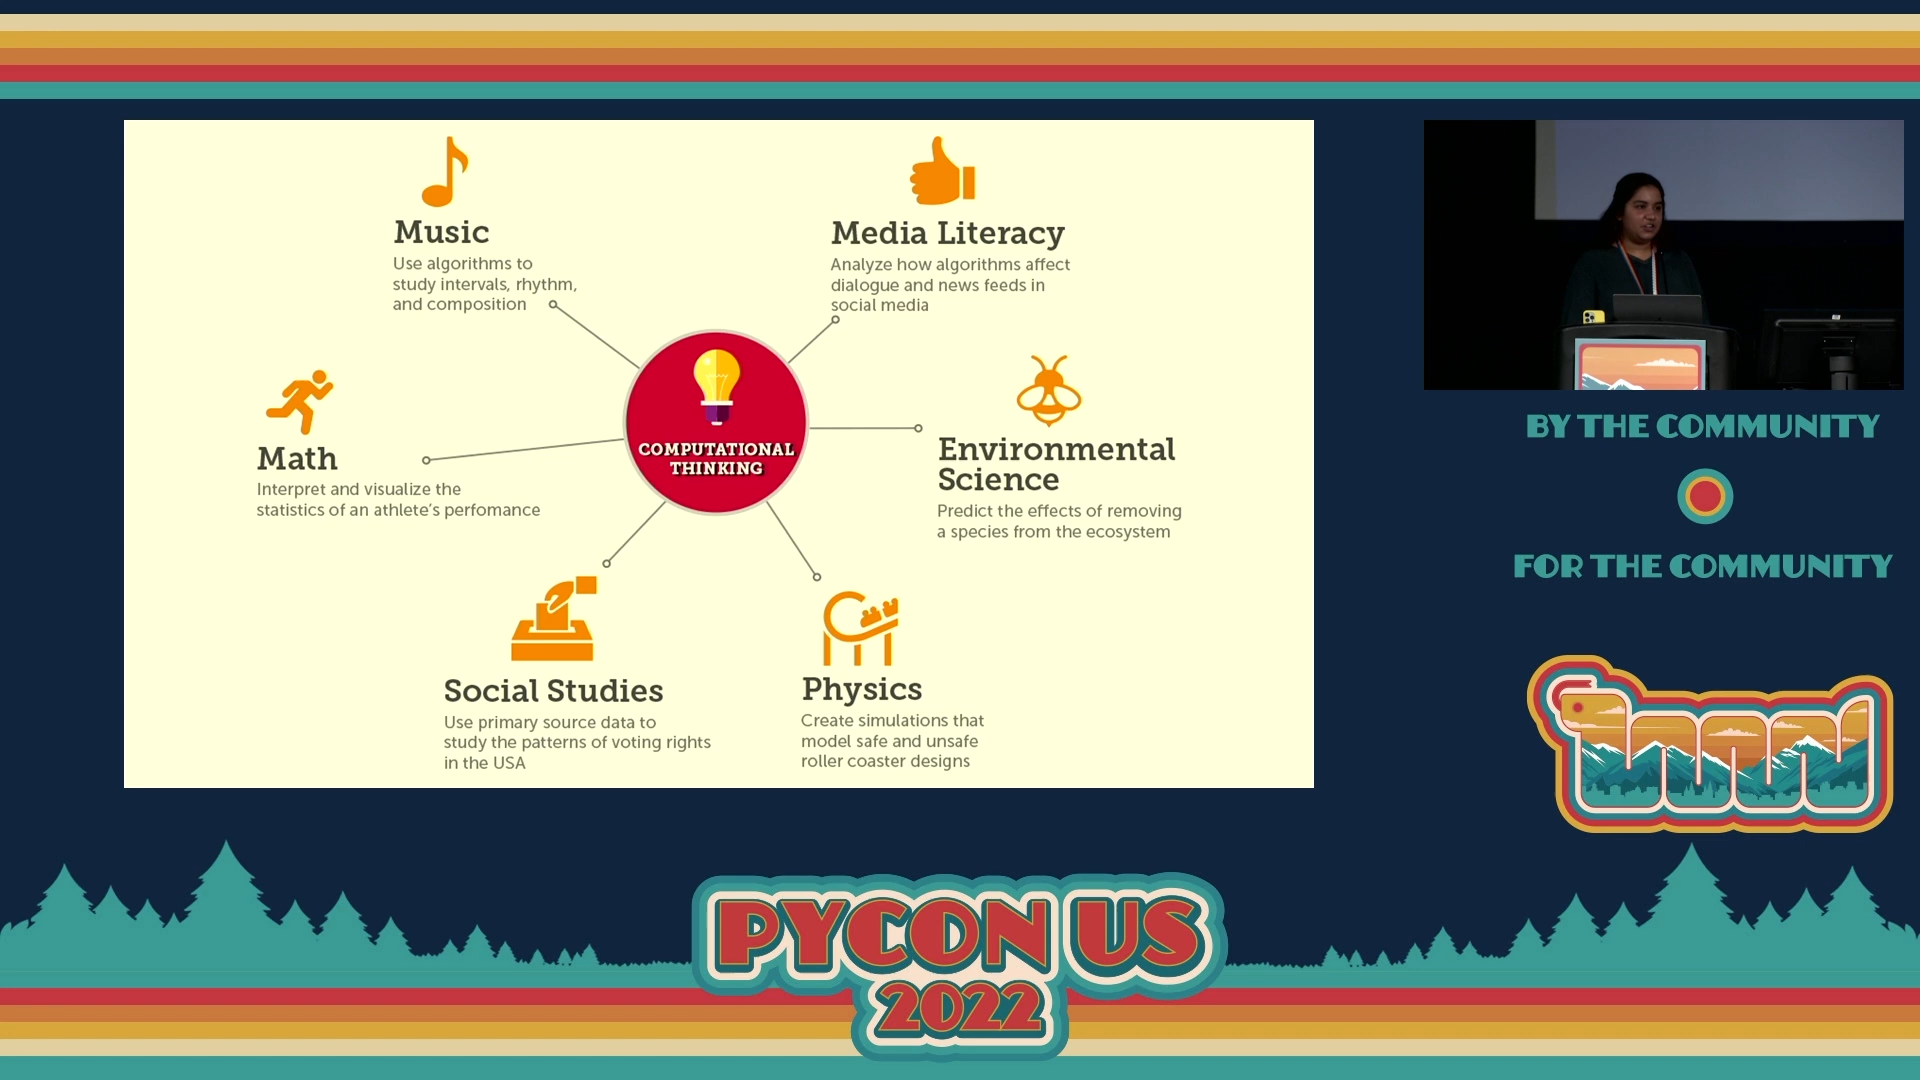 Music
Use algorithms to
study intervals, rhythm,
and composition
Media Literacy
Analyze how algorithms affect
dialogue and news feeds in
social media
Math
Interpret and visualize the
statistics of an athlete's perfomance
COMPUTATIONAL
THINKING
Environmental
Science
Predict the effects of removing
a species from the ecosystem
Social Studies
Use primary source data to
study the patterns of voting rights
in the USA
Physics
Create simulations that
model safe and unsafe
roller coaster designs
BY THE COMMUNITY
FOR THE COMMUNITY
PYCON US
2022